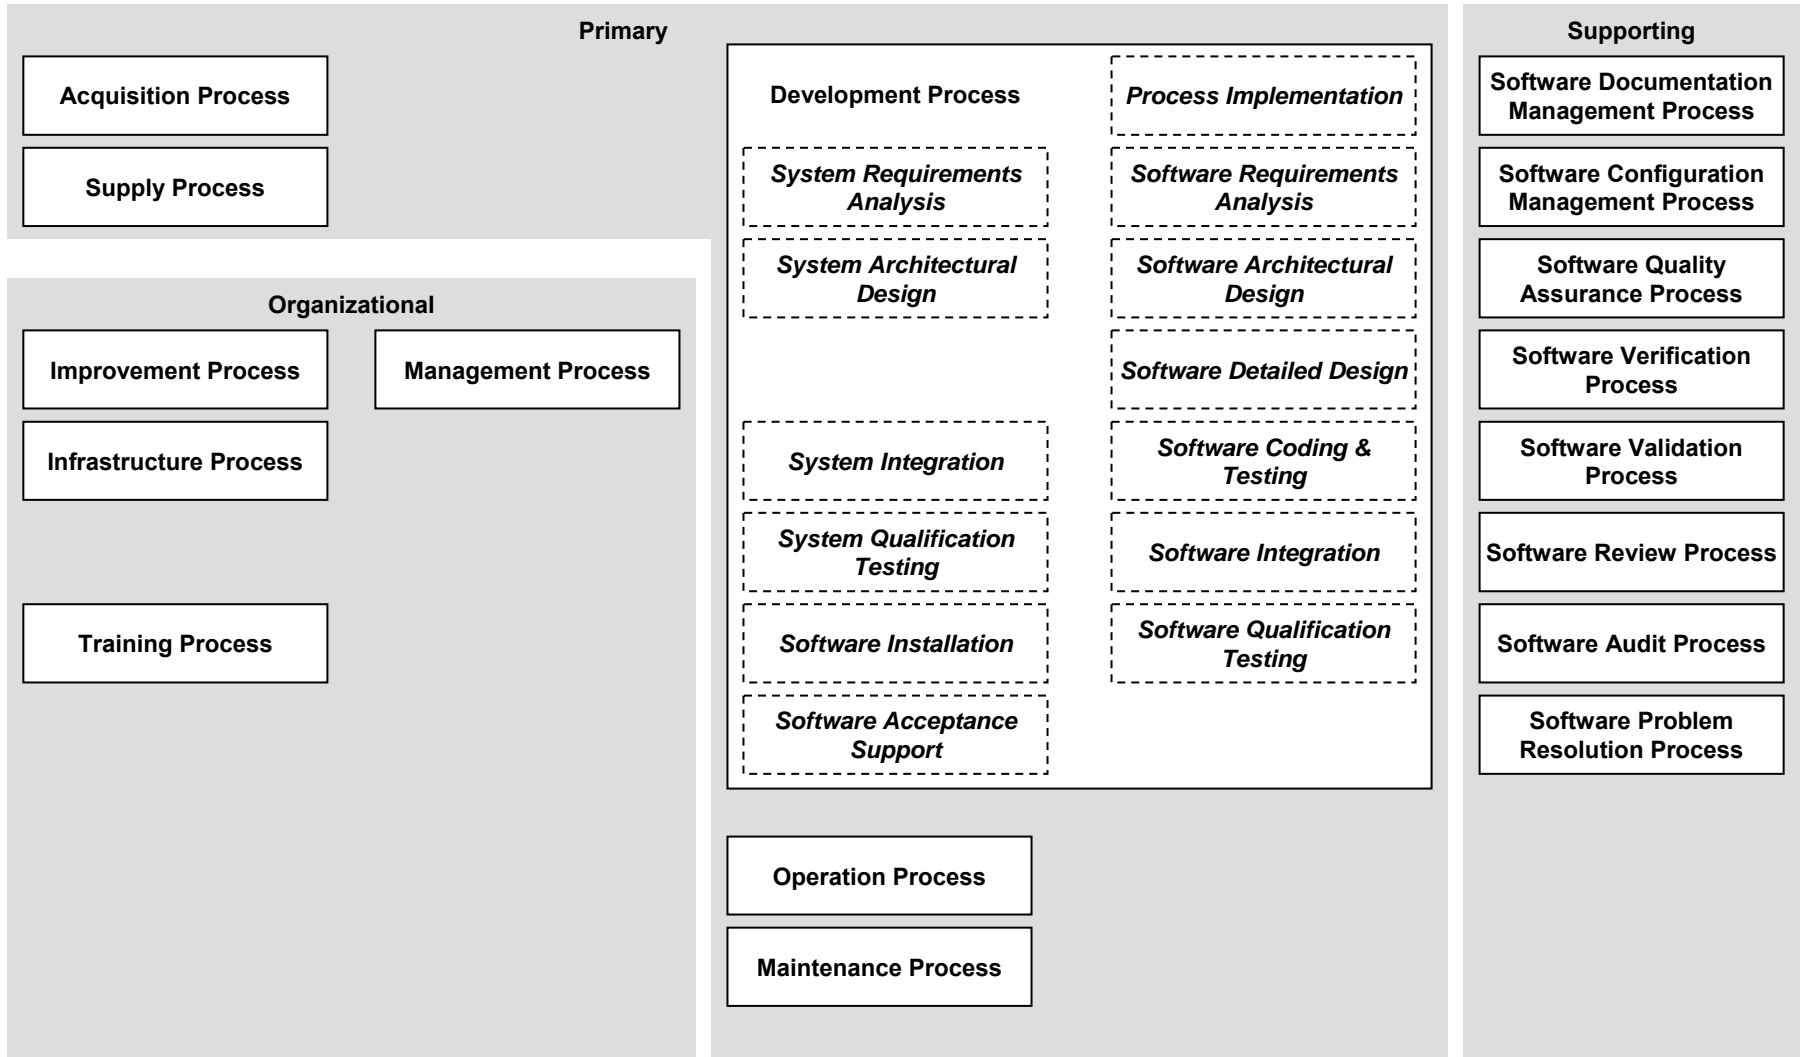 Primary
Acquisition Process
Supply Process
Development Process
Process Implementation
System Requirements
Analysis
Software Requirements
Analysis
System Architectural
Design
Software Architectural
Design
Software Detailed Design
System Integration
Software Coding &
Testing
System Qualification
Testing
Software Integration
Software Installation
Software Qualification
Testing
Software Acceptance
Support
Operation Process
Maintenance Process
Organizational
Improvement Process
Management Process
Infrastructure Process
Training Process
Supporting
Software Documentation
Management Process
Software Configuration
Management Process
Software Quality
Assurance Process
Software Verification
Process
Software Validation
Process
Software Review Process
Software Audit Process
Software Problem
Resolution Process